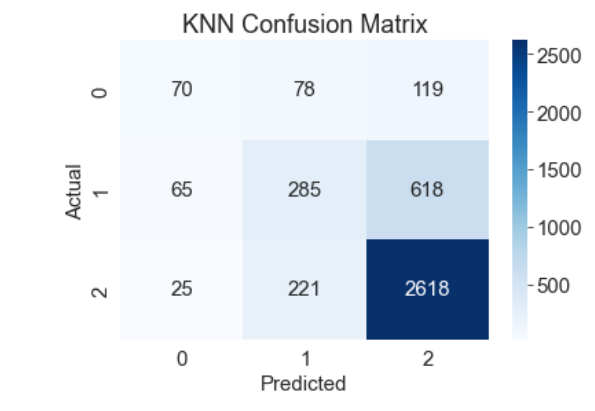 KNN Confusion Matrix
0 70 78 119
1 65 285 618
2 25 221 2618
0 1 2
Predicted
Actual
2500
2000
1500
1000
500